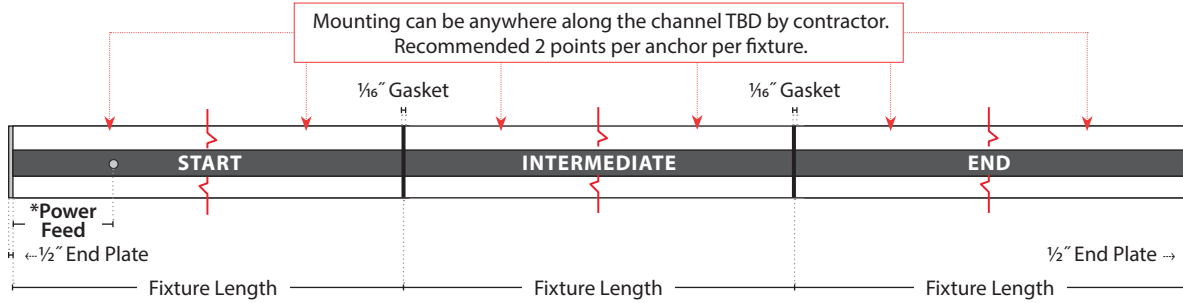 Mounting can be anywhere along the channel TBD by contractor.
Recommended 2 points per anchor per fixture.
1⁄16˝ Gasket
1⁄16˝ Gasket
START
INTERMEDIATE
END
*Power
Feed
½˝ End Plate
½˝ End Plate
Fixture Length
Fixture Length
Fixture Length